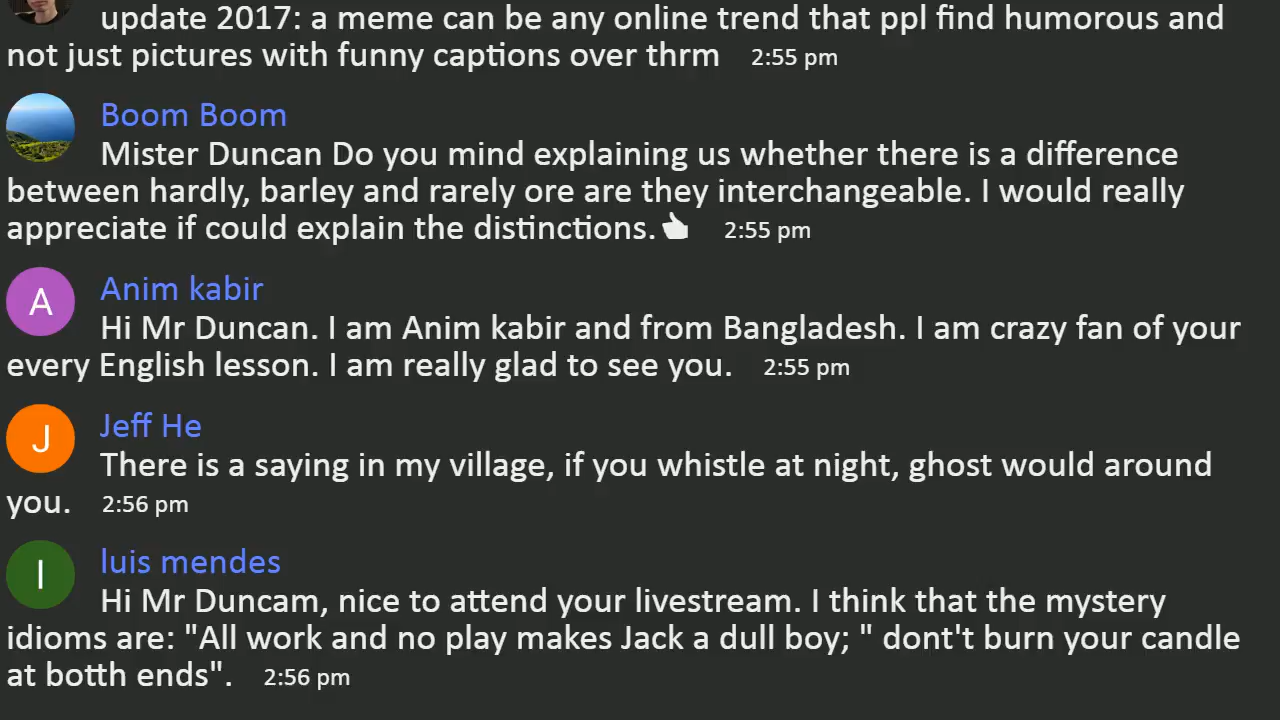 update 2017: a meme can be any online trend that ppl find humorous and
not just pictures with funny captions over thrm 2:55 pm
Boom Boom
Mister Duncan Do you mind explaining us whether there is a difference
between hardly, barley and rarely ore are they interchangeable. I would really
appreciate if could explain the distinctions. 2:55 pm
A
Anim kabir
Hi Mr Duncan. I am Anim kabir and from Bangladesh. I am crazy fan of your
every English lesson. I am really glad to see you. 2:55 pm
J
Jeff He
There is a saying in my village, if you whistle at night, ghost would around
you. 2:56 pm
l
luis mendes
Hi Mr Duncam, nice to attend your livestream. I think that the mystery
idioms are: "All work and no play makes Jack a dull boy; " dont't burn your candle
at botth ends". 2:56 pm